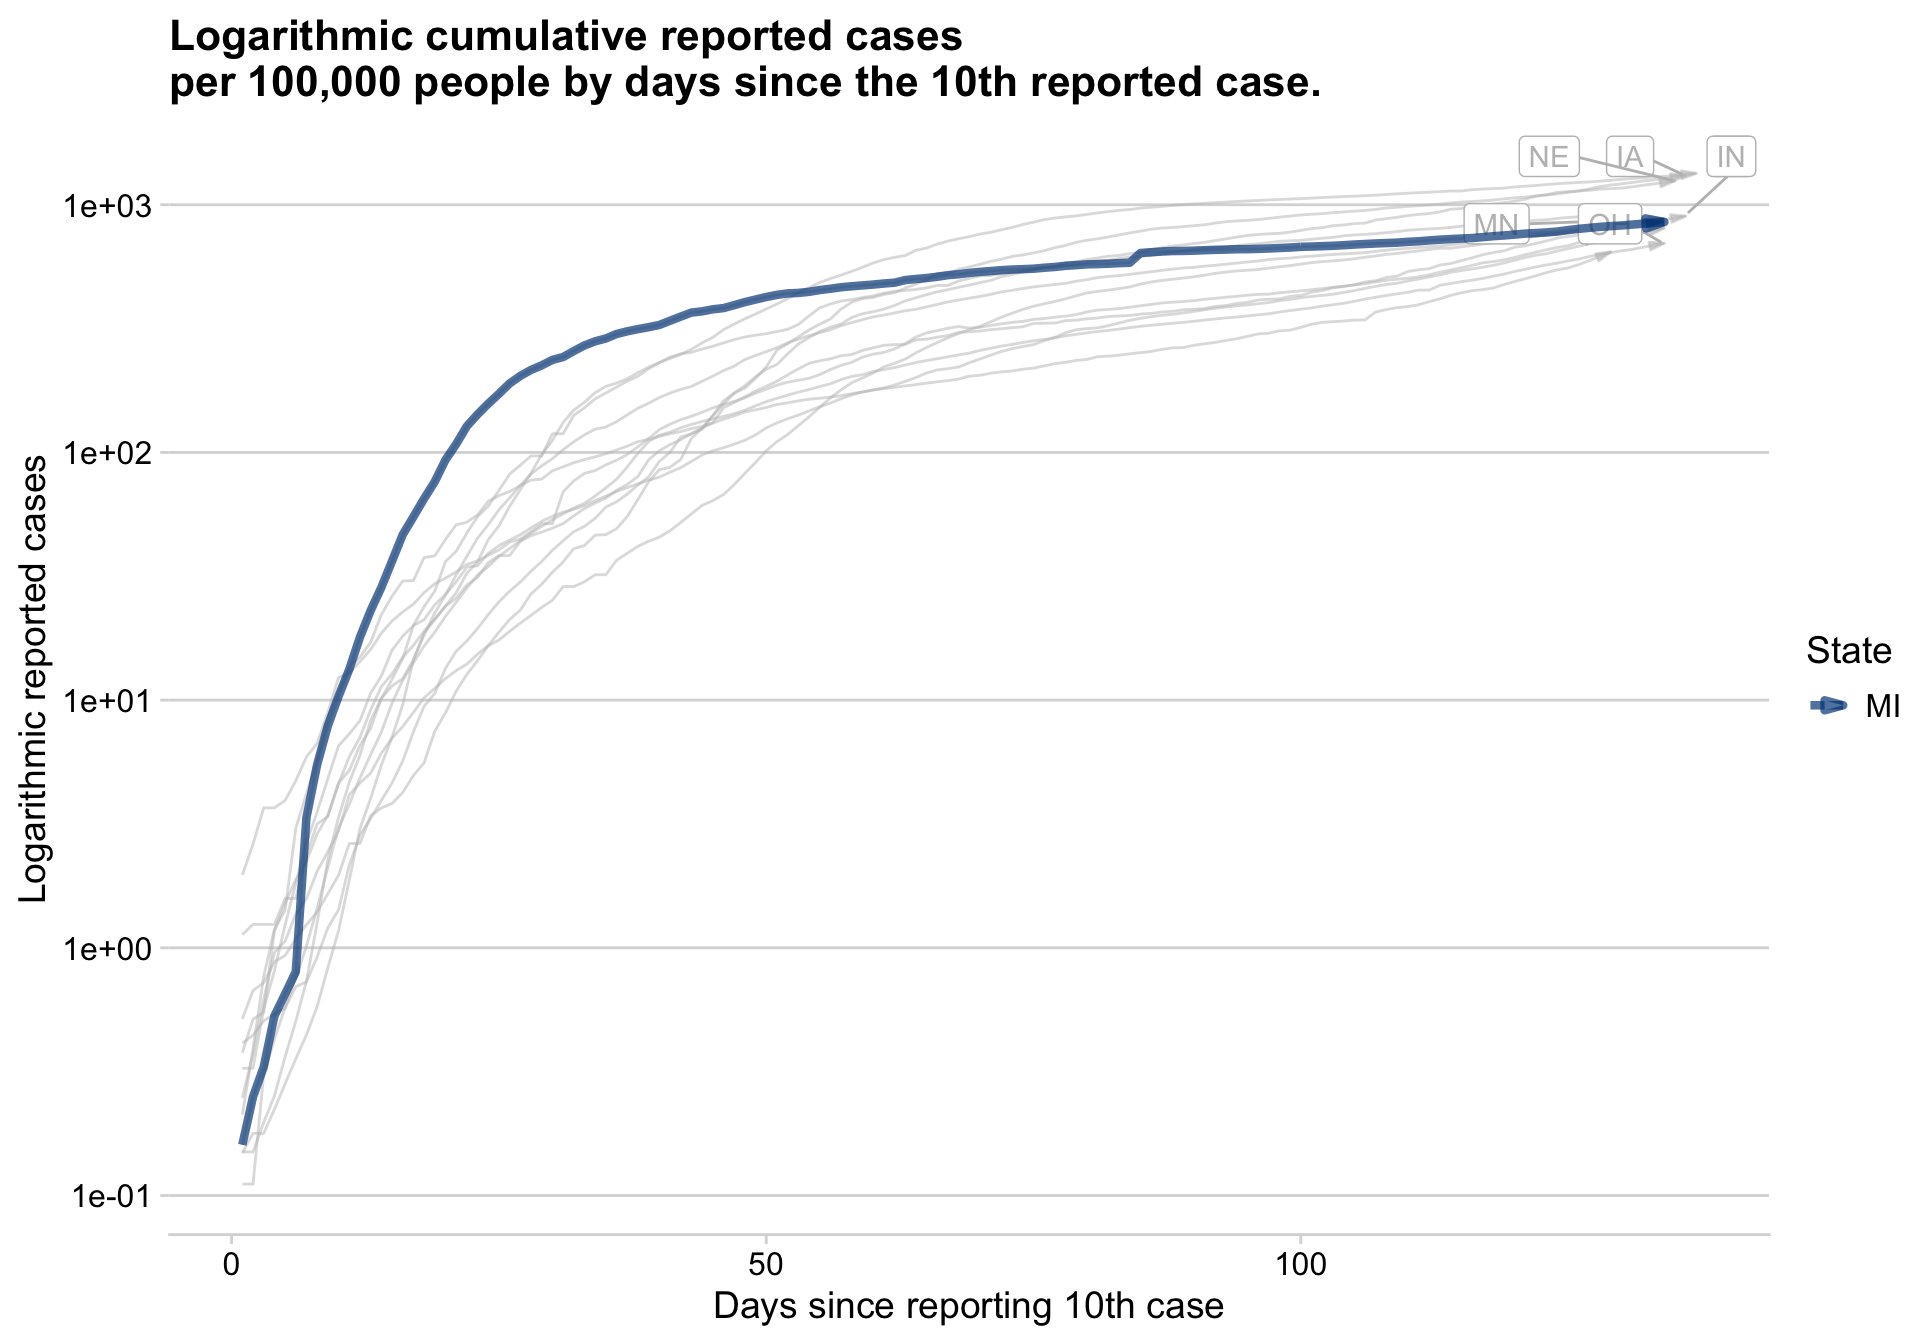 Logarithmic cumulative reported cases
per 100,000 people by days since the 10th reported case.
NE
IA
IN
MN
OH
1e+03
1e+02
1e+01
1e+00
1e-01
Logarithmic reported cases
0
50
100
Days since reporting 10th case
State
MI